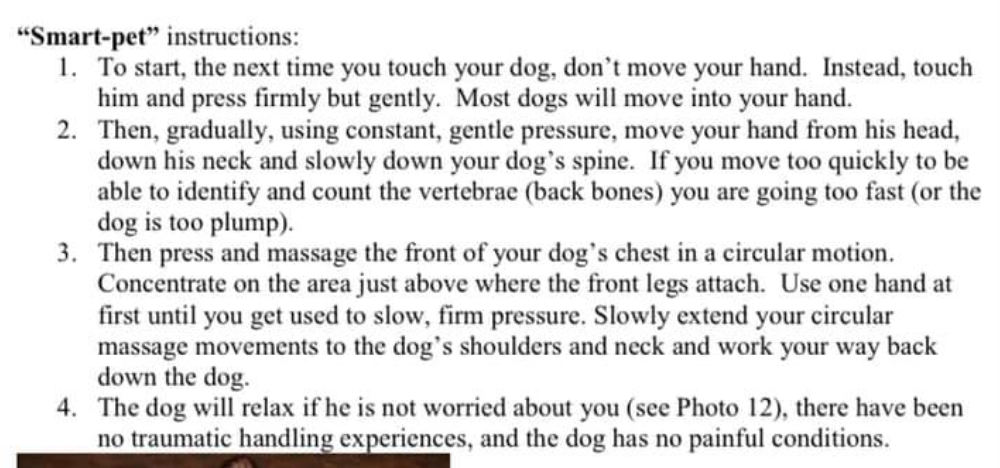 “Smart-pet” instructions:
1. To start, the next time you touch your dog, don’t move your hand. Instead, touch
him and press firmly but gently. Most dogs will move into your hand.
2. Then, gradually, using constant, gentle pressure, move your hand from his head,
down his neck and slowly down your dog’s spine. If you move too quickly to be
able to identify and count the vertebrae (back bones) you are going too fast (or the
dog is too plump).
3. Then press and massage the front of your dog’s chest in a circular motion.
Concentrate on the area just above where the front legs attach. Use one hand at
first until you get used to slow, firm pressure. Slowly extend your circular
massage movements to the dog’s shoulders and neck and work your way back
down the dog.
4. The dog will relax if he is not worried about you (see Photo 12), there have been
no traumatic handling experiences, and the dog has no painful conditions.